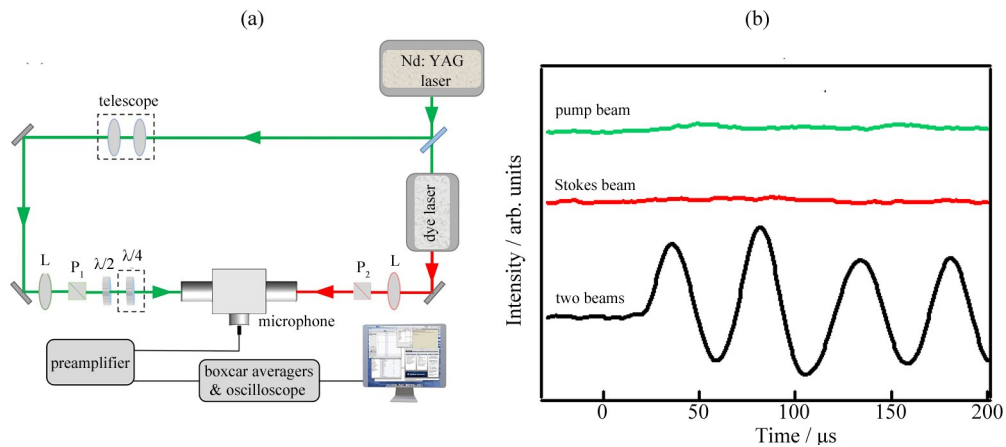 (a)
(b)
Nd: YAG
laser
telescope
dye laser
L
P1
λ/2
λ/4
P2
L
microphone
preamplifier
boxcar averagers
& oscilloscope
pump beam
Stokes beam
two beams
Intensity / arb. units
0
50
100
150
200
Time / μs